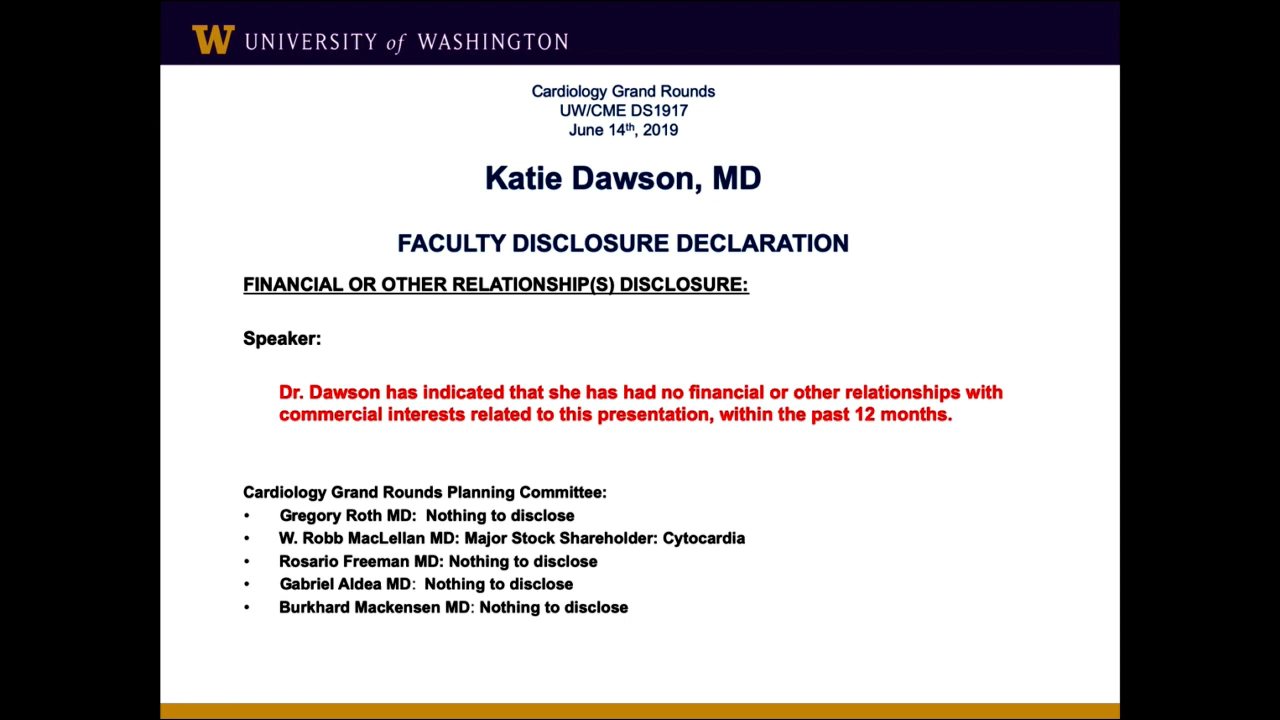 W UNIVERSITY of WASHINGTON
Cardiology Grand Rounds
UW/CME DS1917
June 14th, 2019
Katie Dawson, MD
FACULTY DISCLOSURE DECLARATION
FINANCIAL OR OTHER RELATIONSHIP(S) DISCLOSURE:
Speaker:
Dr. Dawson has indicated that she has had no financial or other relationships with
commercial interests related to this presentation, within the past 12 months.
Cardiology Grand Rounds Planning Committee:
• Gregory Roth MD: Nothing to disclose
• W. Robb MacLellan MD: Major Stock Shareholder: Cytocardia
• Rosario Freeman MD: Nothing to disclose
• Gabriel Aldea MD: Nothing to disclose
• Burkhard Mackensen MD: Nothing to disclose